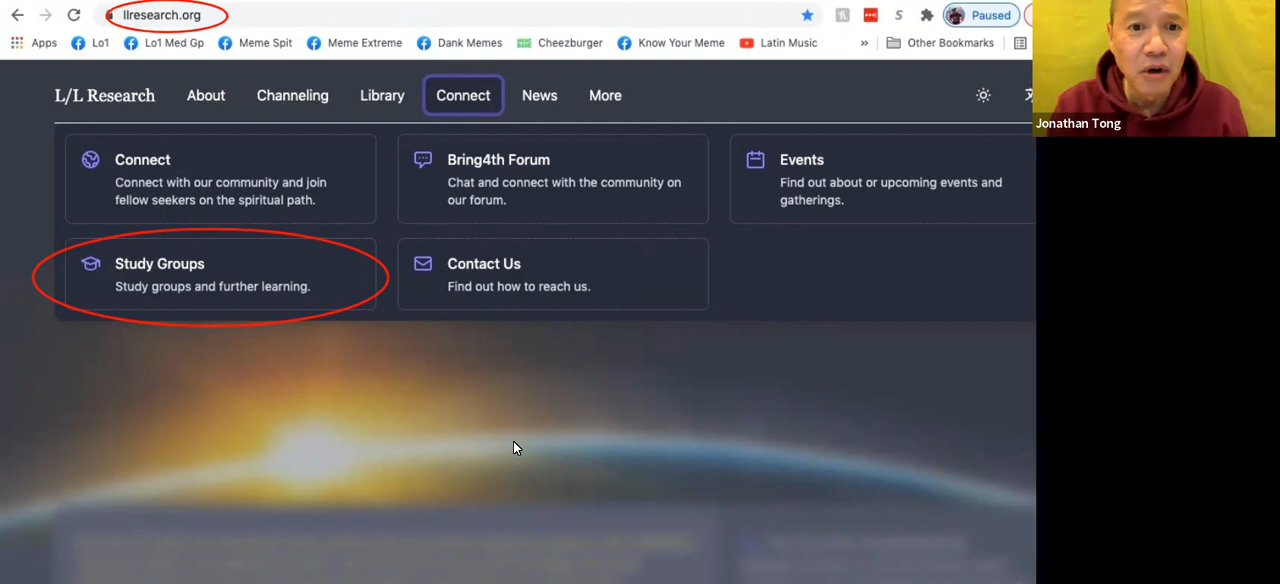 llresearch.org
Paused
Apps Lo1 Lo1 Med Gp Meme Spit Meme Extreme Dank Memes Cheezburger Know Your Meme Latin Music » Other Bookmarks
L/L Research About Channeling Library Connect News More
Jonathan Tong
Connect
Connect with our community and join
fellow seekers on the spiritual path.
Bring4th Forum
Chat and connect with the community on
our forum.
Events
Find out about or upcoming events and
gatherings.
Study Groups
Study groups and further learning.
Contact Us
Find out how to reach us.